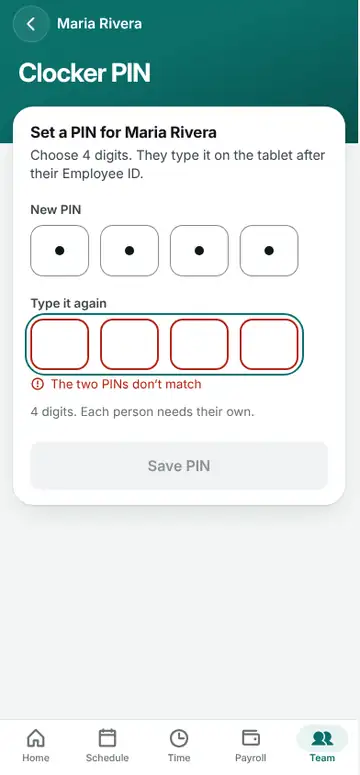 Maria Rivera
Clocker PIN
Set a PIN for Maria Rivera
Choose 4 digits. They type it on the tablet after
their Employee ID.
New PIN
Type it again
The two PINs don’t match
4 digits. Each person needs their own.
Save PIN
Home Schedule Time Payroll Team